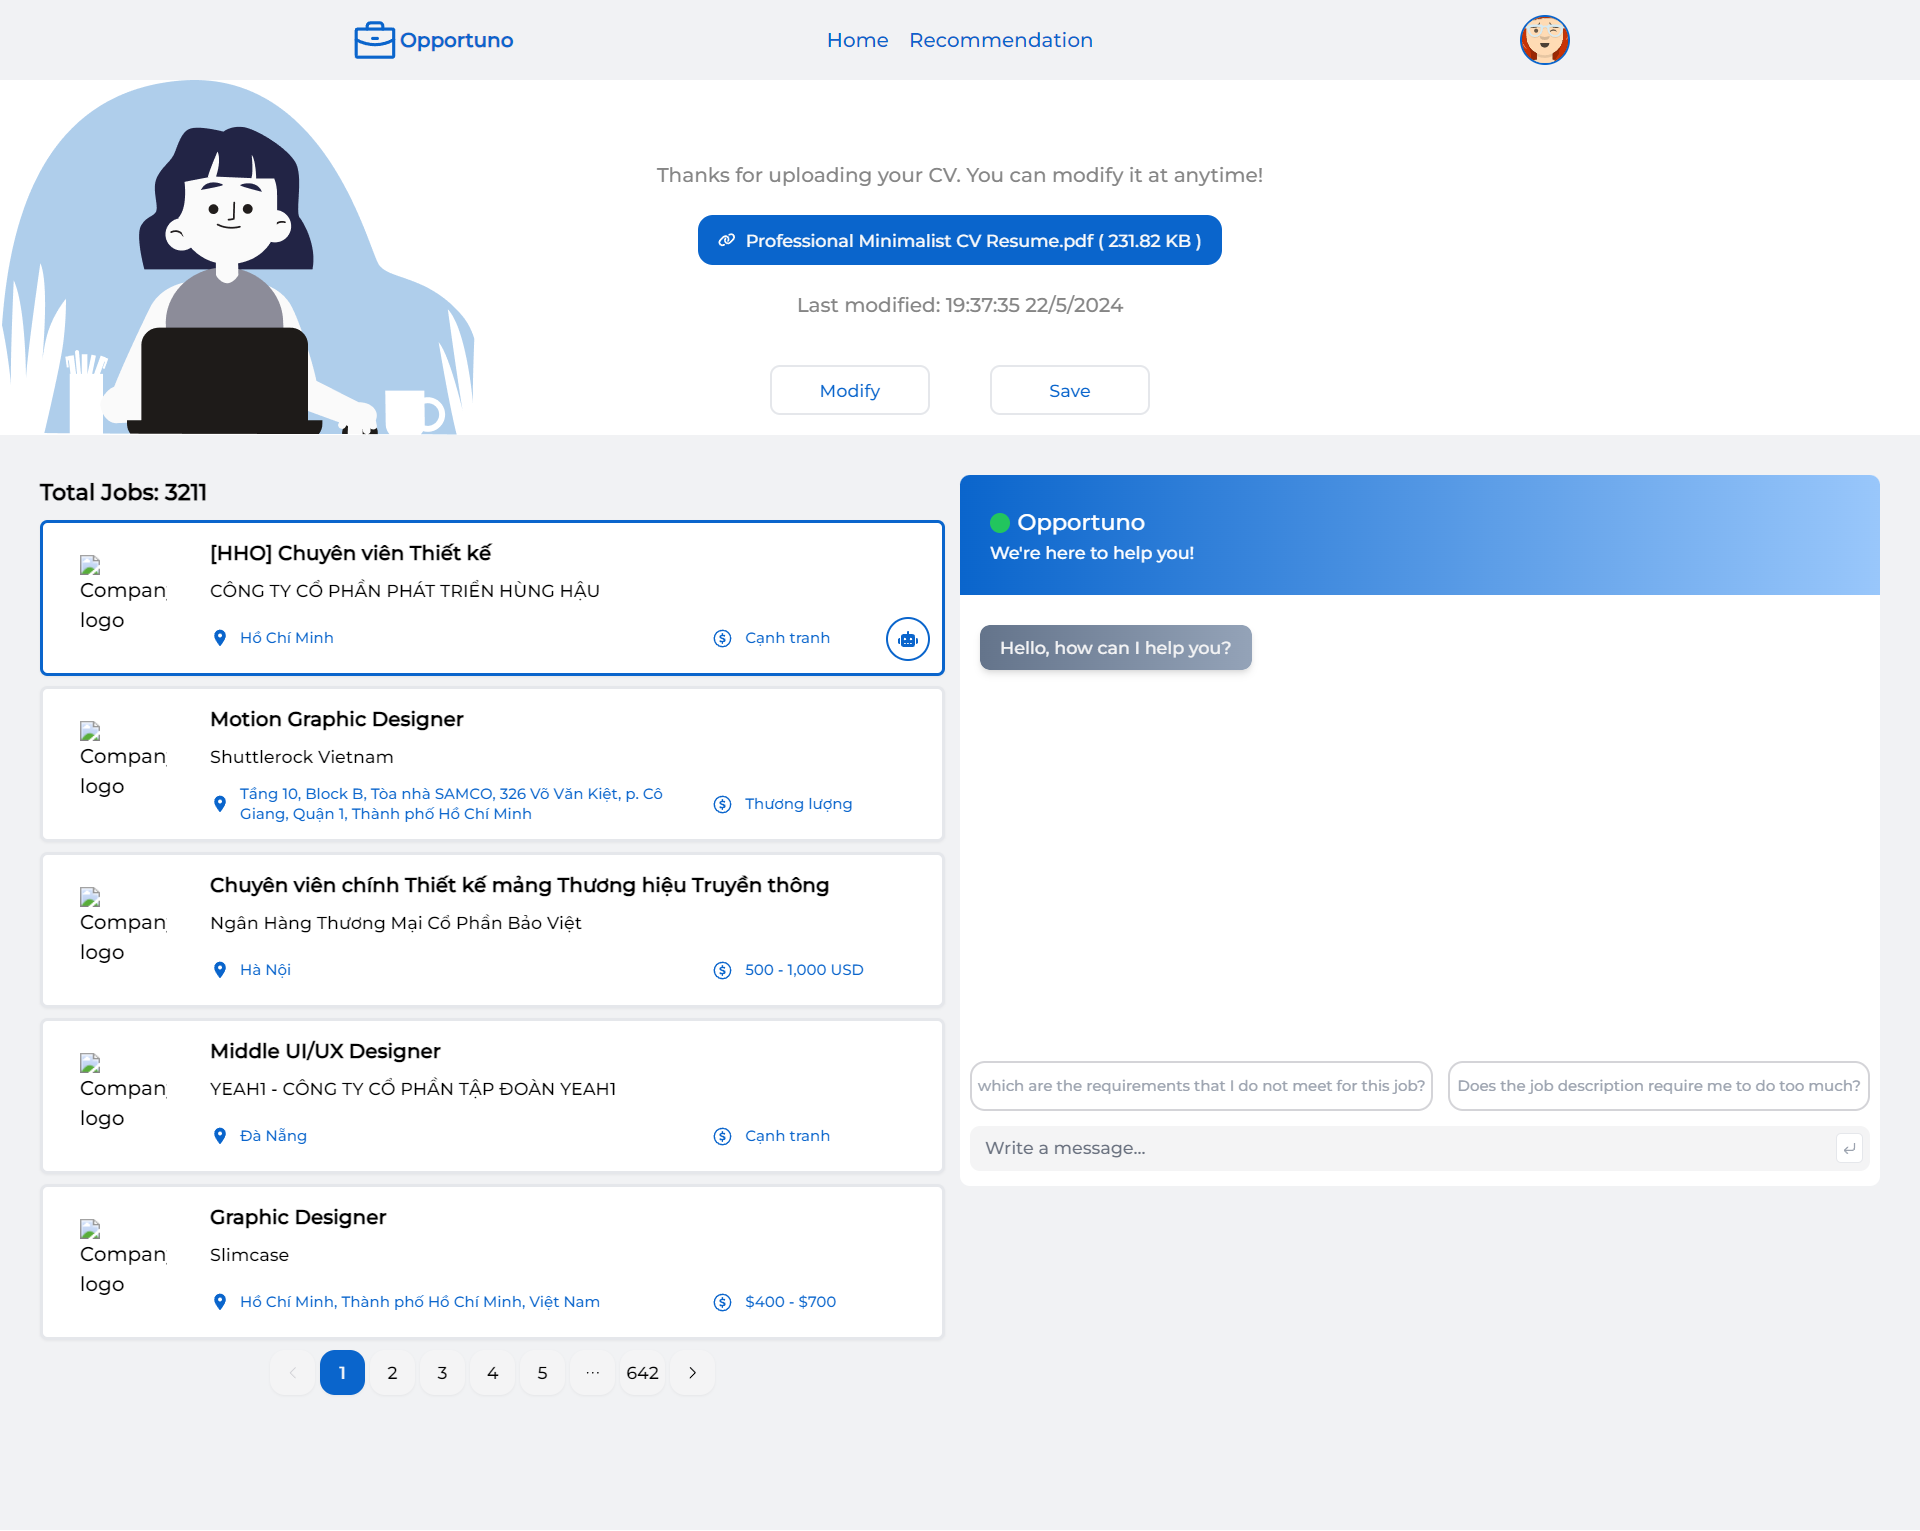 Opportuno
Home
Recommendation
Thanks for uploading your CV. You can modify it at anytime!
Professional Minimalist CV Resume.pdf ( 231.82 KB )
Last modified: 19:37:35 22/5/2024
Modify
Save
Total Jobs: 3211
[HHO] Chuyên viên Thiết kế
Company
logo
CÔNG TY CỔ PHẦN PHÁT TRIỂN HÙNG HẬU
Hồ Chí Minh
Cạnh tranh
Motion Graphic Designer
Company
logo
Shuttlerock Vietnam
Tầng 10, Block B, Tòa nhà SAMCO, 326 Võ Văn Kiệt, p. Cô
Giang, Quận 1, Thành phố Hồ Chí Minh
Thương lượng
Chuyên viên chính Thiết kế mảng Thương hiệu Truyền thông
Company
logo
Ngân Hàng Thương Mại Cổ Phần Bảo Việt
Hà Nội
500 - 1,000 USD
Middle UI/UX Designer
Company
logo
YEAH1 - CÔNG TY CỔ PHẦN TẬP ĐOÀN YEAH1
Đà Nẵng
Cạnh tranh
Graphic Designer
Company
logo
Slimcase
Hồ Chí Minh, Thành phố Hồ Chí Minh, Việt Nam
$400 - $700
1 2 3 4 5 ··· 642
Opportuno
We're here to help you!
Hello, how can I help you?
which are the requirements that I do not meet for this job?
Does the job description require me to do too much?
Write a message...